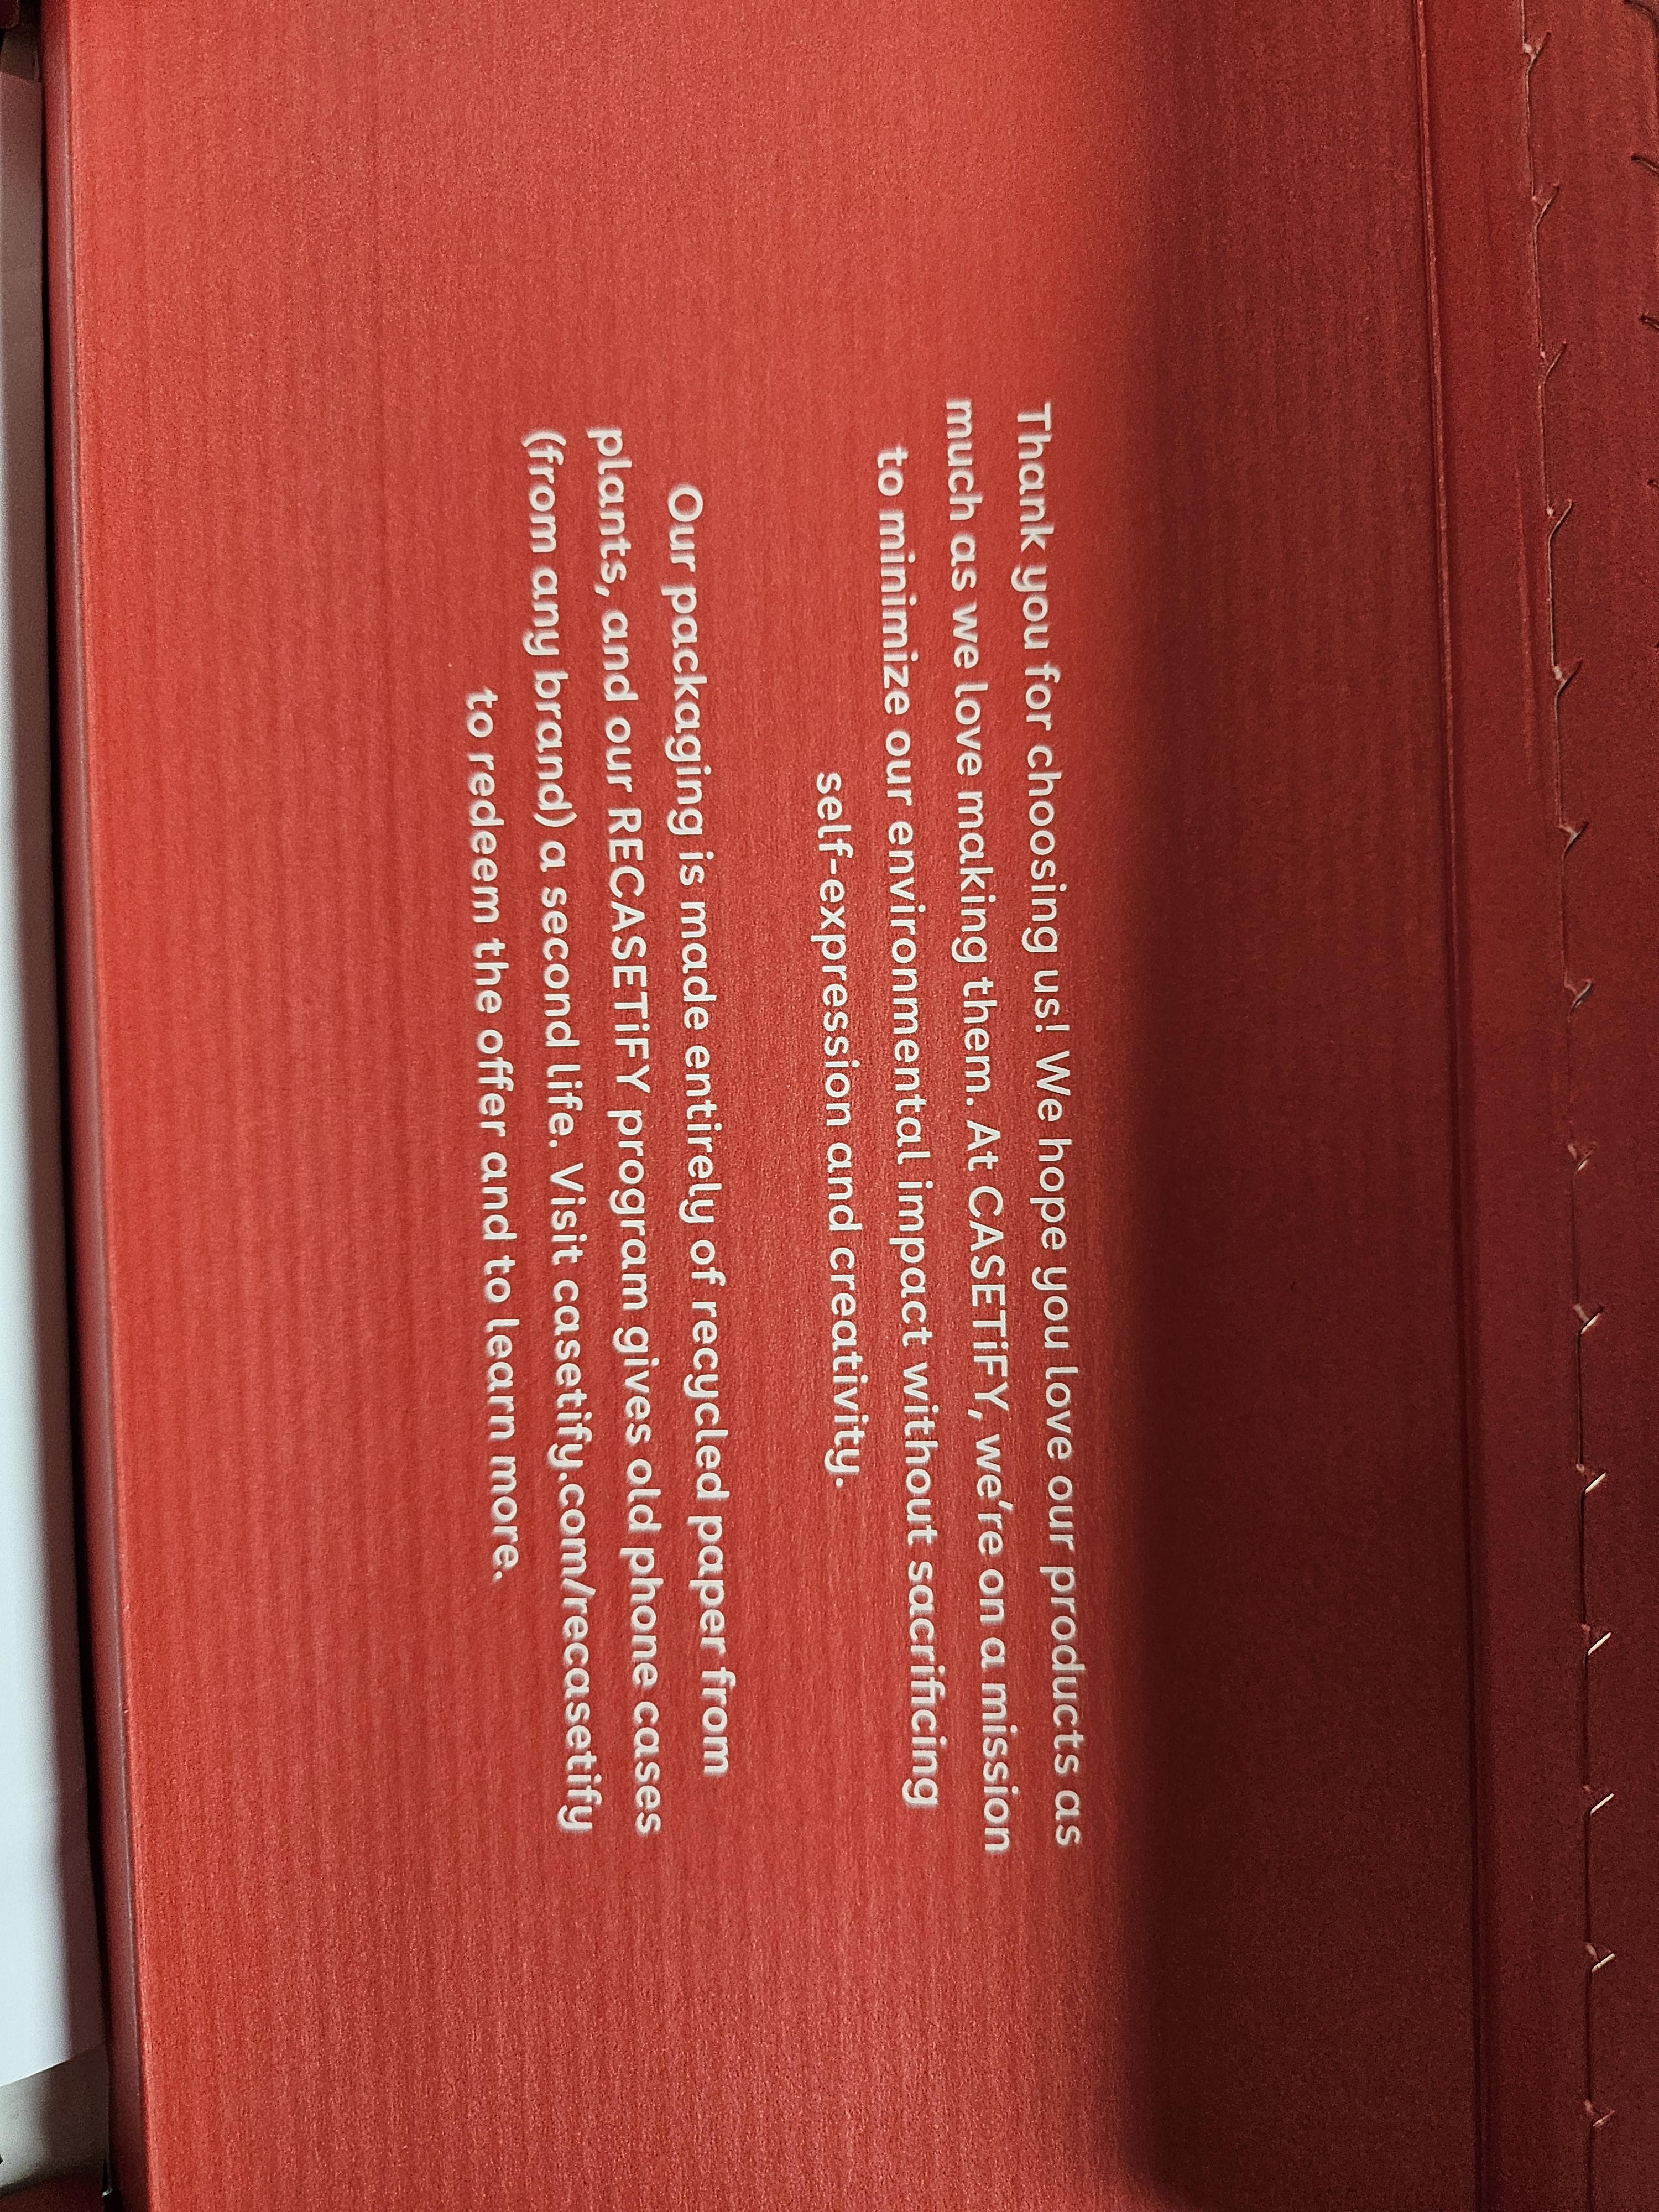 Thank you for choosing us! We hope you love our products as
much as we love making them. At CASETiFY, we're on a mission
to minimize our environmental impact without sacrificing
self-expression and creativity.
Our packaging is made entirely of recycled paper from
plants, and our RECASETiFY program gives old phone cases
(from any brand) a second life. Visit casetify.com/recasetify
to redeem the offer and to learn more.